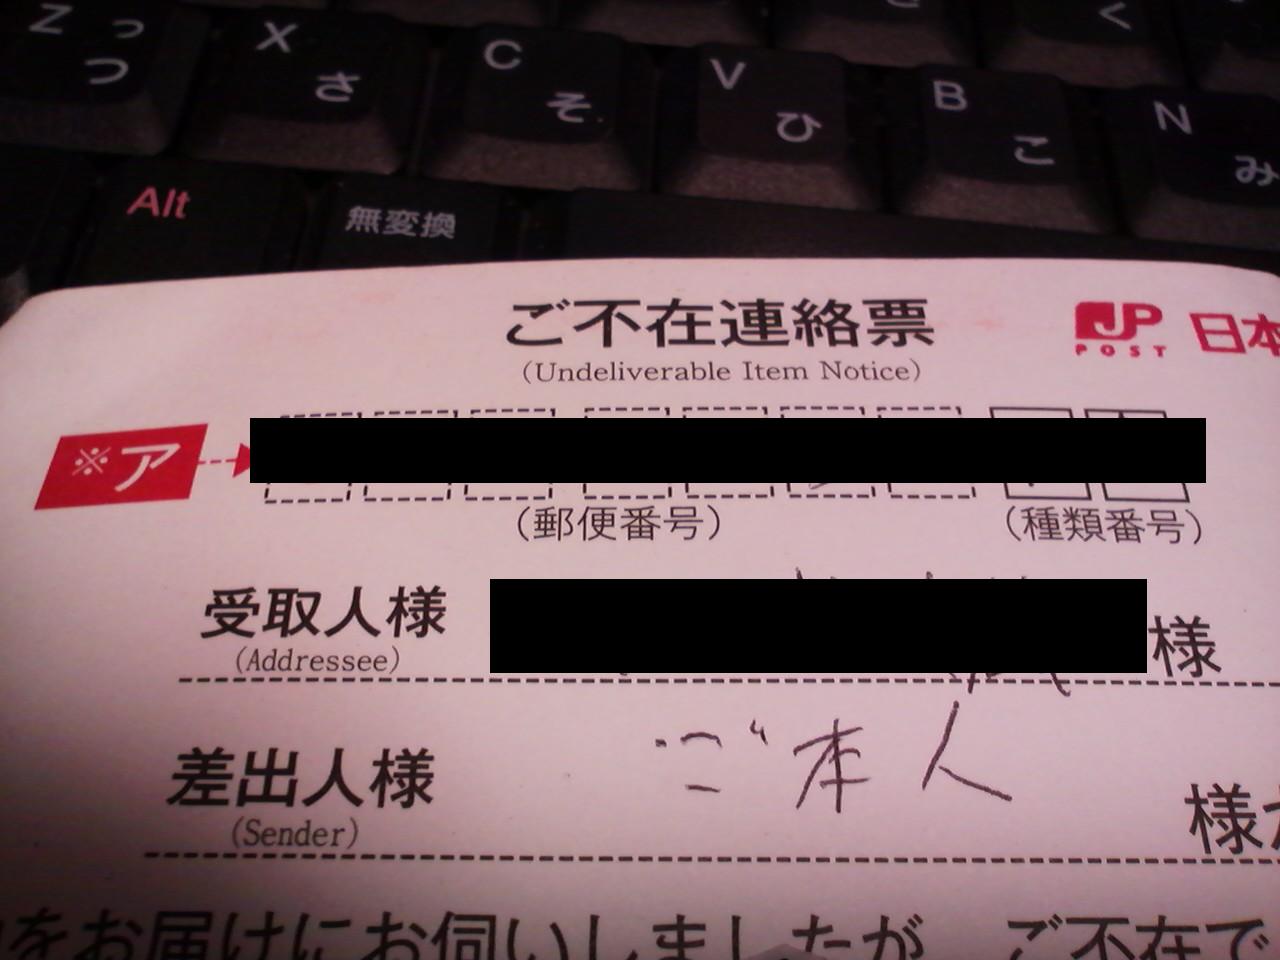 Z っ つ X さ C そ V ひ B こ N み く
Alt 無変換
ご不在連絡票
(Undeliverable Item Notice)
JP POST 日本
※ア
(郵便番号) (種類番号)
受取人様 様
(Addressee)
差出人様 ご本人 様か
(Sender)
をお届けにお伺いしましたが、ご不在で